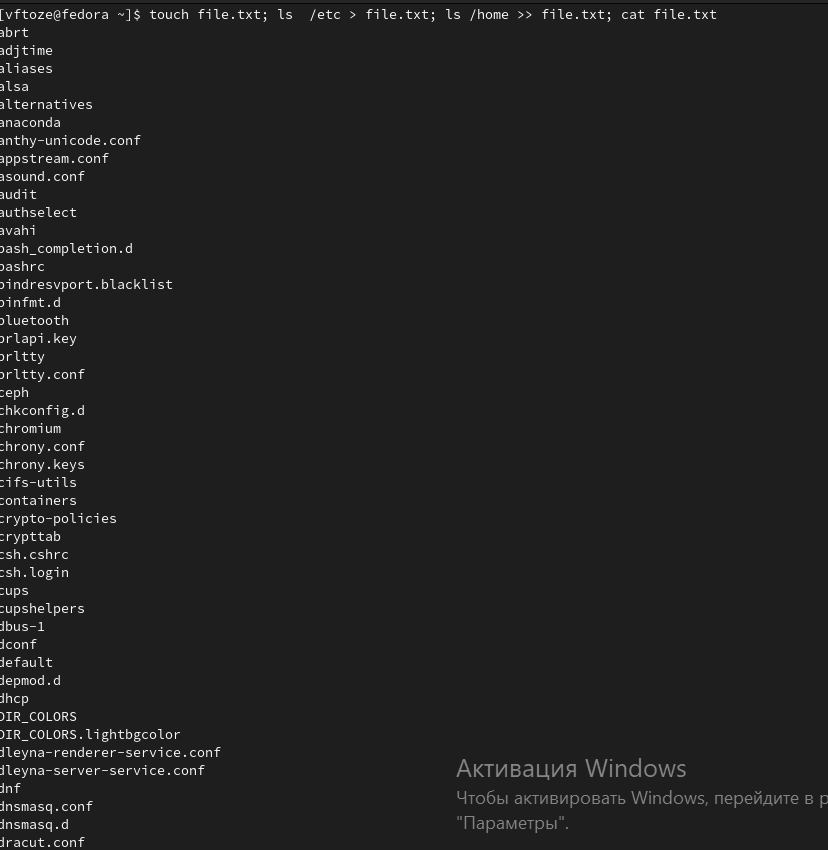 [vftoze@fedora ~]$ touch file.txt; ls  /etc > file.txt; ls /home >> file.txt; cat file.txt
abrt
adjtime
aliases
alsa
alternatives
anaconda
anthy-unicode.conf
appstream.conf
asound.conf
audit
authselect
avahi
bash_completion.d
bashrc
bindresvport.blacklist
binfmt.d
bluetooth
brlapi.key
brltty
brltty.conf
ceph
chkconfig.d
chromium
chrony.conf
chrony.keys
cifs-utils
containers
crypto-policies
crypttab
csh.cshrc
csh.login
cups
cupshelpers
dbus-1
dconf
default
depmod.d
dhcp
DIR_COLORS
DIR_COLORS.lightbgcolor
dleyna-renderer-service.conf
dleyna-server-service.conf
dnf
dnsmasq.conf
dnsmasq.d
dracut.conf
Активация Windows
Чтобы активировать Windows, перейдите в р
"Параметры".